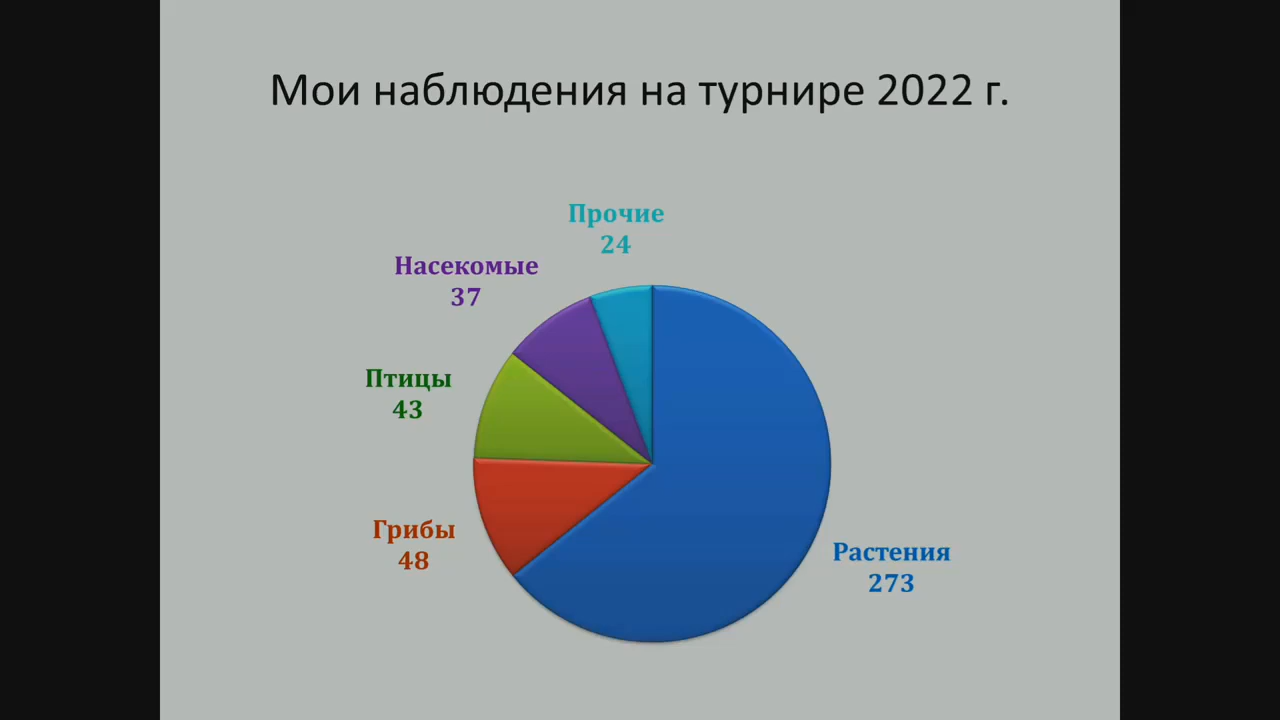 Мои наблюдения на турнире 2022 г.
Прочие
24
Насекомые
37
Птицы
43
Грибы
48
Растения
273